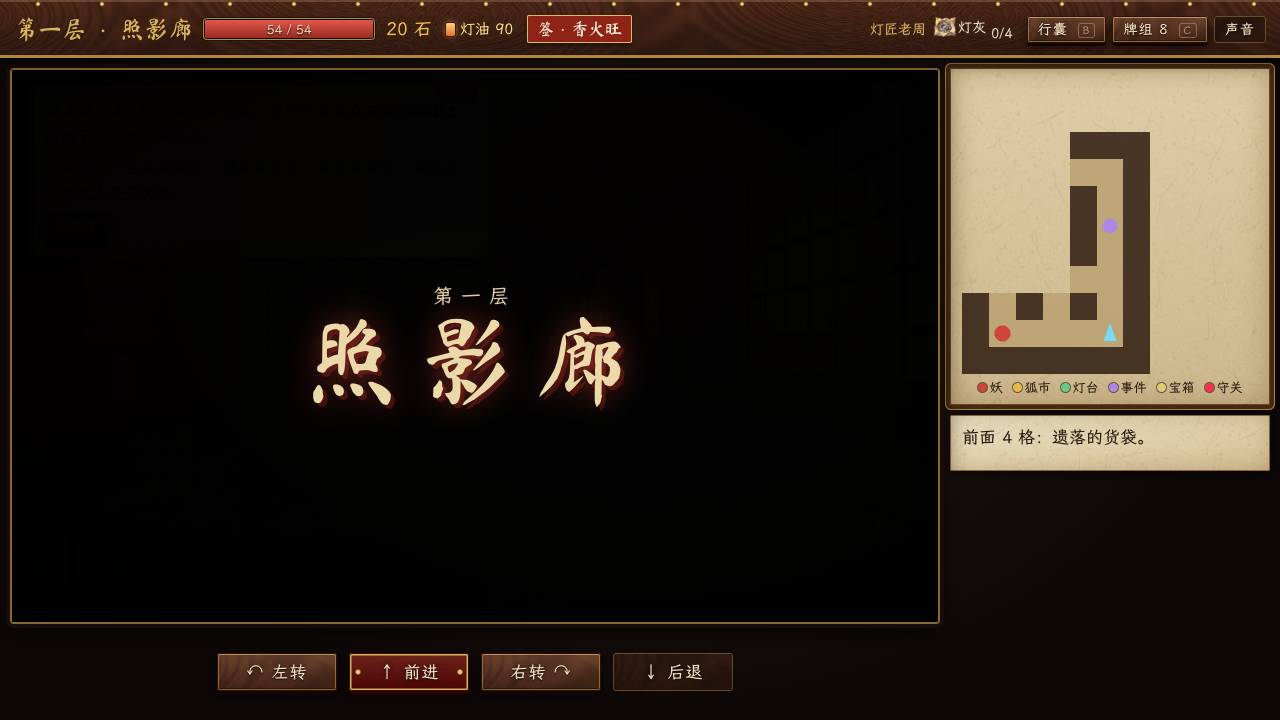 第一层 · 照影廊
54 / 54
20 石
灯油 90
签 · 香火旺
灯匠老周
灯灰 0/4
行囊 B
牌组 8 C
声音
第一层
照影廊
妖 狐市 灯台 事件 宝箱 守关
前面 4 格：遗落的货袋。
↶ 左转
↑ 前进
右转 ↷
↓ 后退